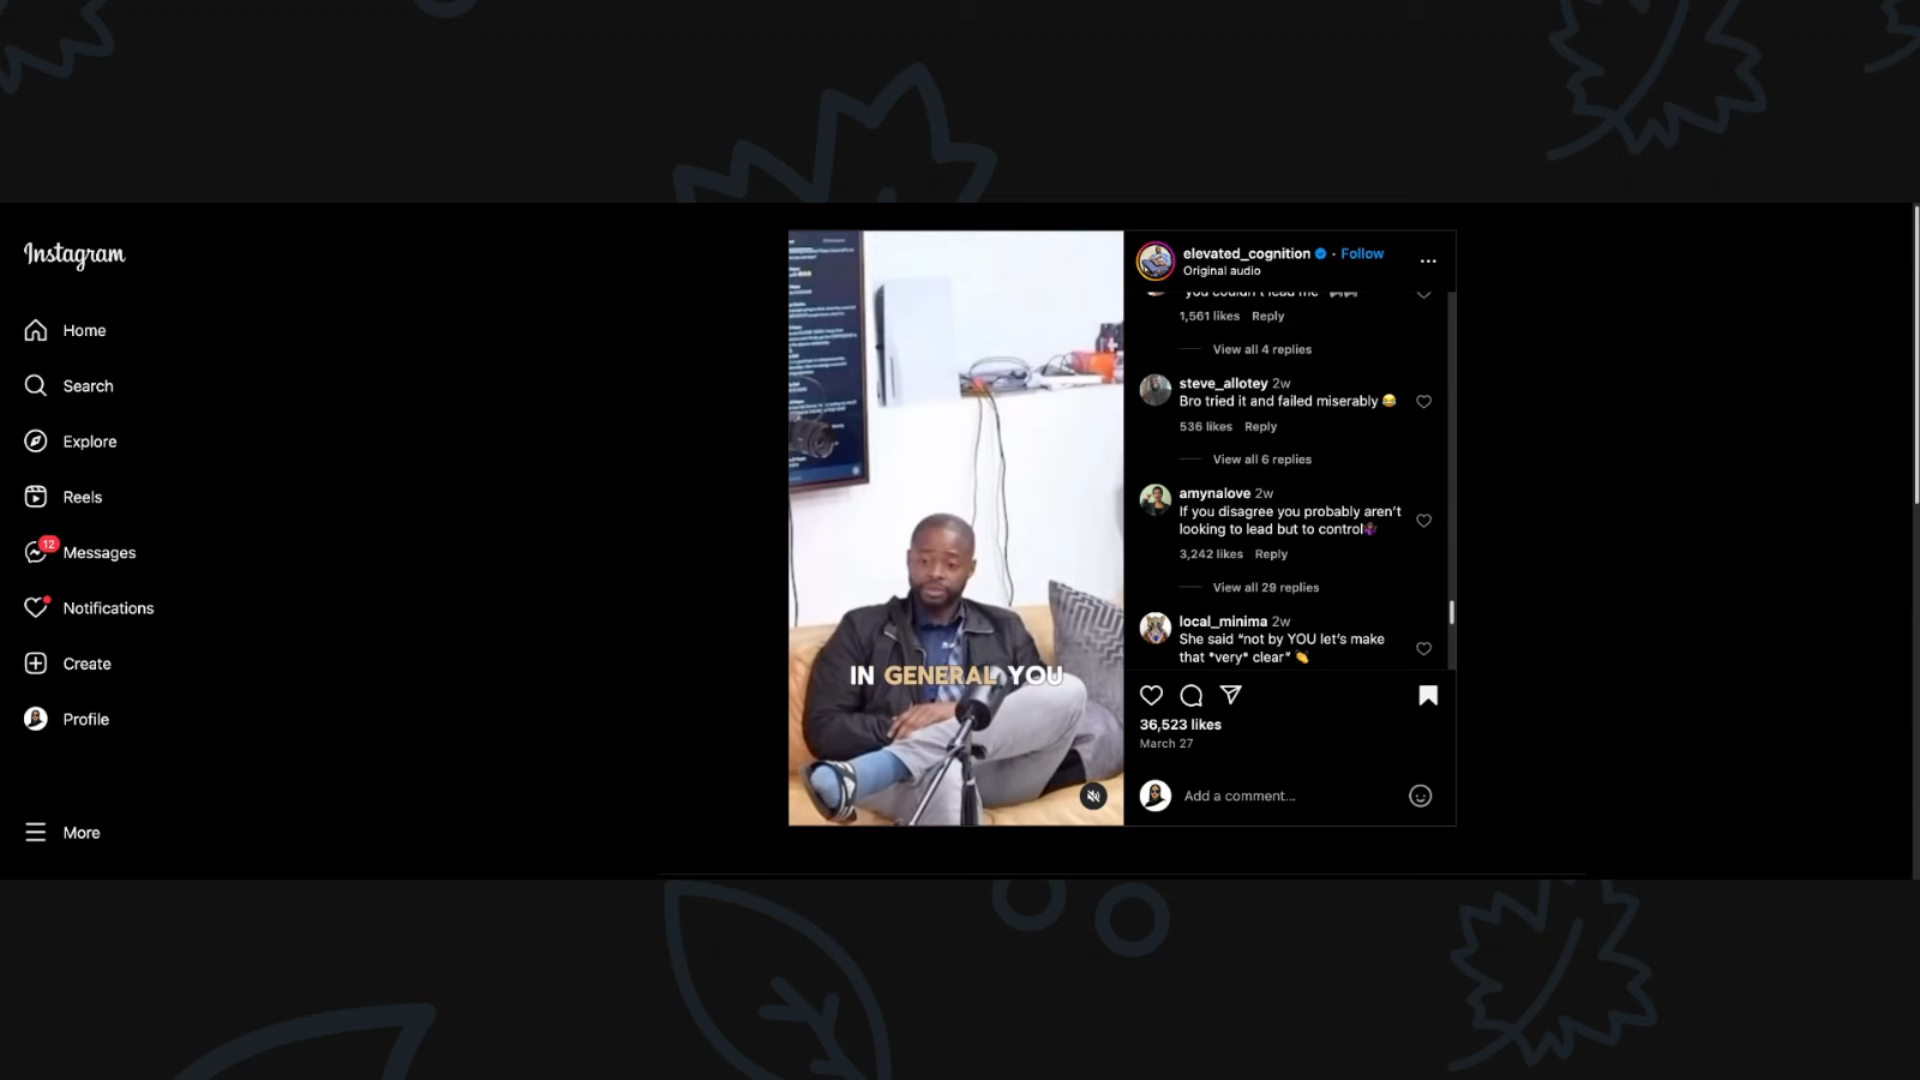 Instagram
Home
Search
Explore
Reels
12
Messages
Notifications
Create
Profile
More
IN GENERAL YOU
elevated_cognition · Follow
Original audio
"you couldn't lead me"
1,561 likes Reply
View all 4 replies
steve_allotey 2w
Bro tried it and failed miserably 😂
536 likes Reply
View all 6 replies
amynalove 2w
If you disagree you probably aren't
looking to lead but to control
3,242 likes Reply
View all 29 replies
local_minima 2w
She said "not by YOU let's make
that *very* clear" 👏
36,523 likes
March 27
Add a comment...